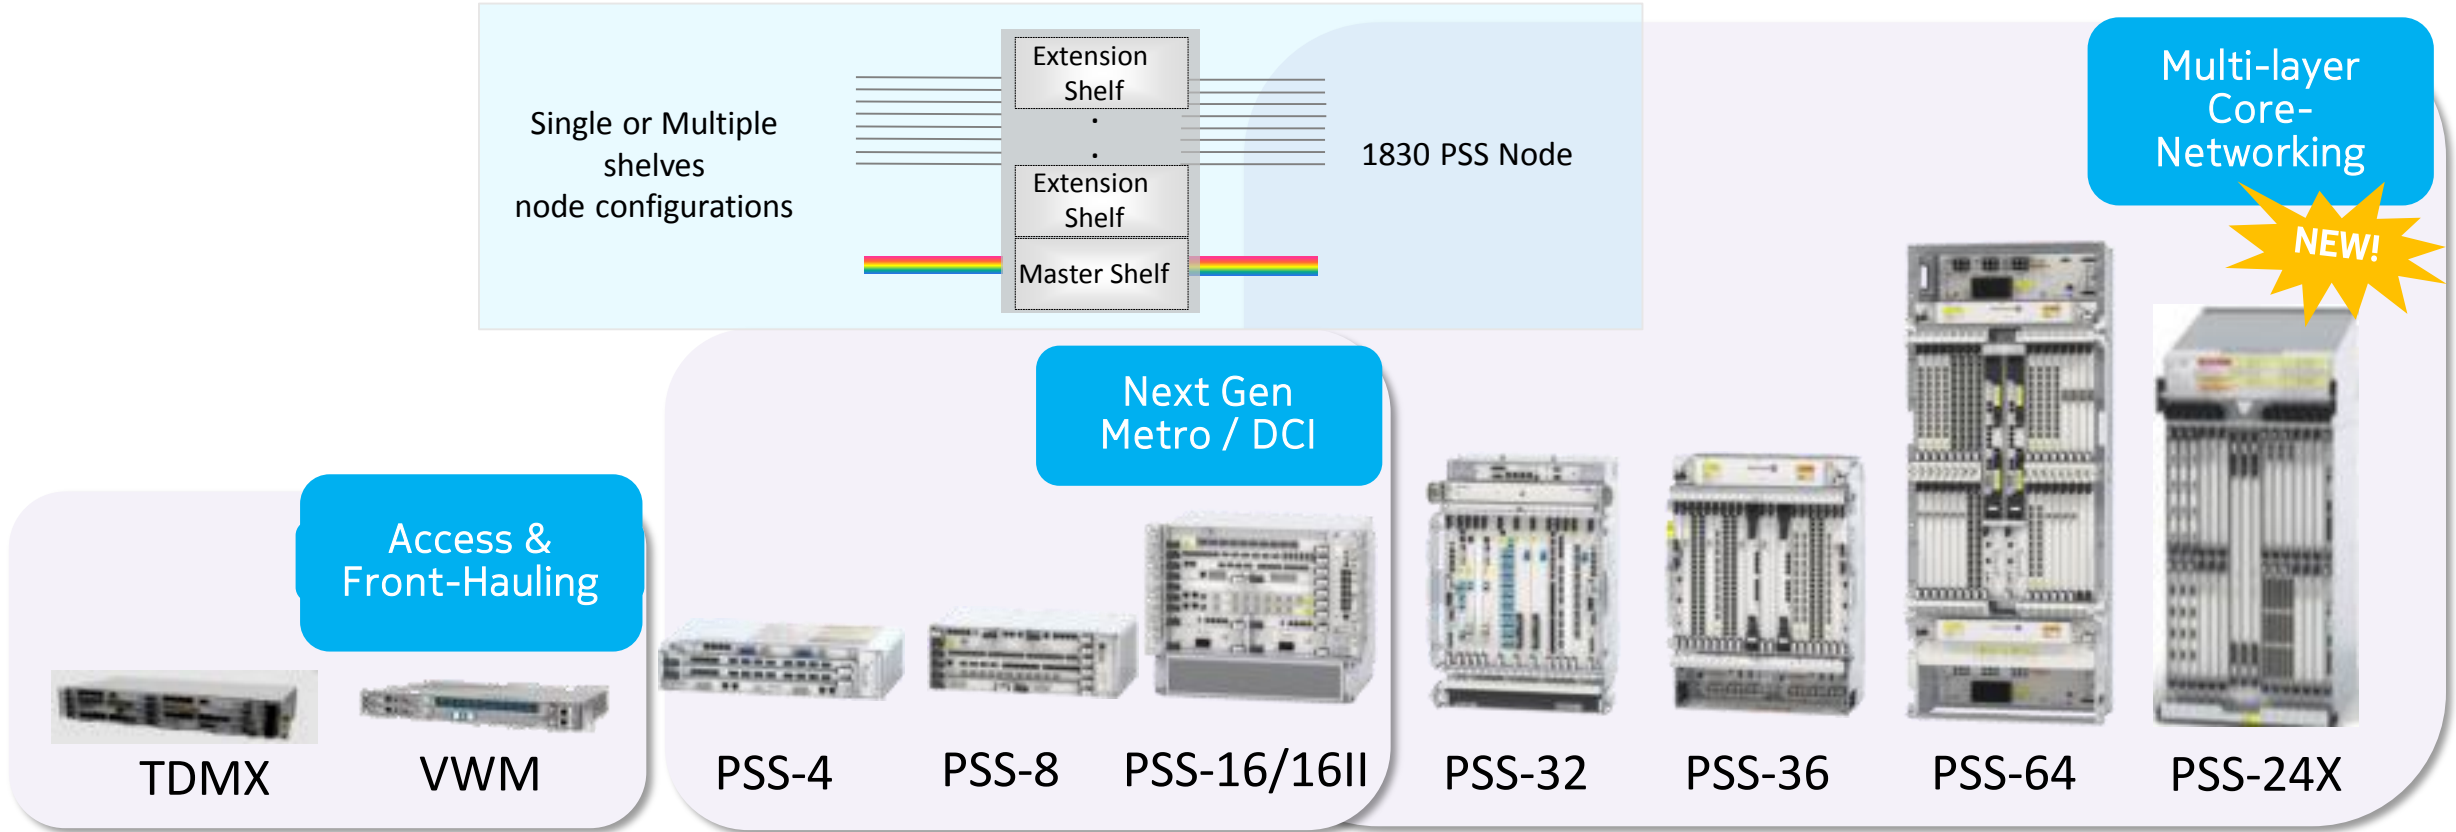 Extension
Shelf
.
.
Extension
Shelf
Master Shelf
Single or Multiple
shelves
node configurations
1830 PSS Node
Multi-layer
Core-
Networking
NEW!
Next Gen
Metro / DCI
Access &
Front-Hauling
TDMX
VWM
PSS-4
PSS-8
PSS-16/16II
PSS-32
PSS-36
PSS-64
PSS-24X